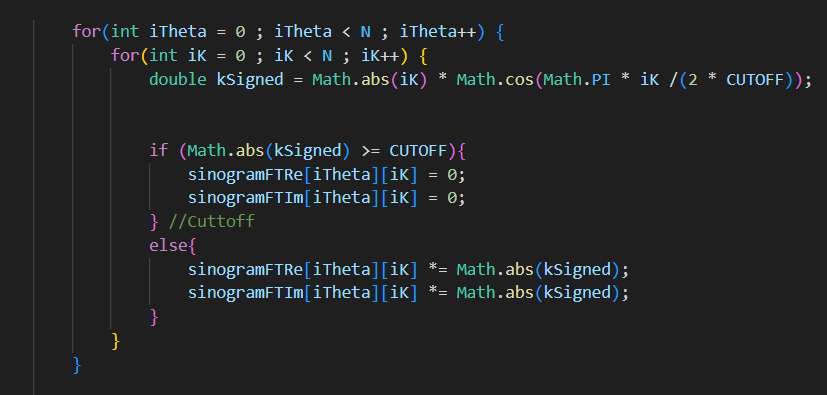 for(int iTheta = 0 ; iTheta < N ; iTheta++) {
for(int iK = 0 ; iK < N ; iK++) {
double kSigned = Math.abs(iK) * Math.cos(Math.PI * iK /(2 * CUTOFF));
if (Math.abs(kSigned) >= CUTOFF){
sinogramFTRe[iTheta][iK] = 0;
sinogramFTIm[iTheta][iK] = 0;
} //Cuttoff
else{
sinogramFTRe[iTheta][iK] *= Math.abs(kSigned);
sinogramFTIm[iTheta][iK] *= Math.abs(kSigned);
}
}
}